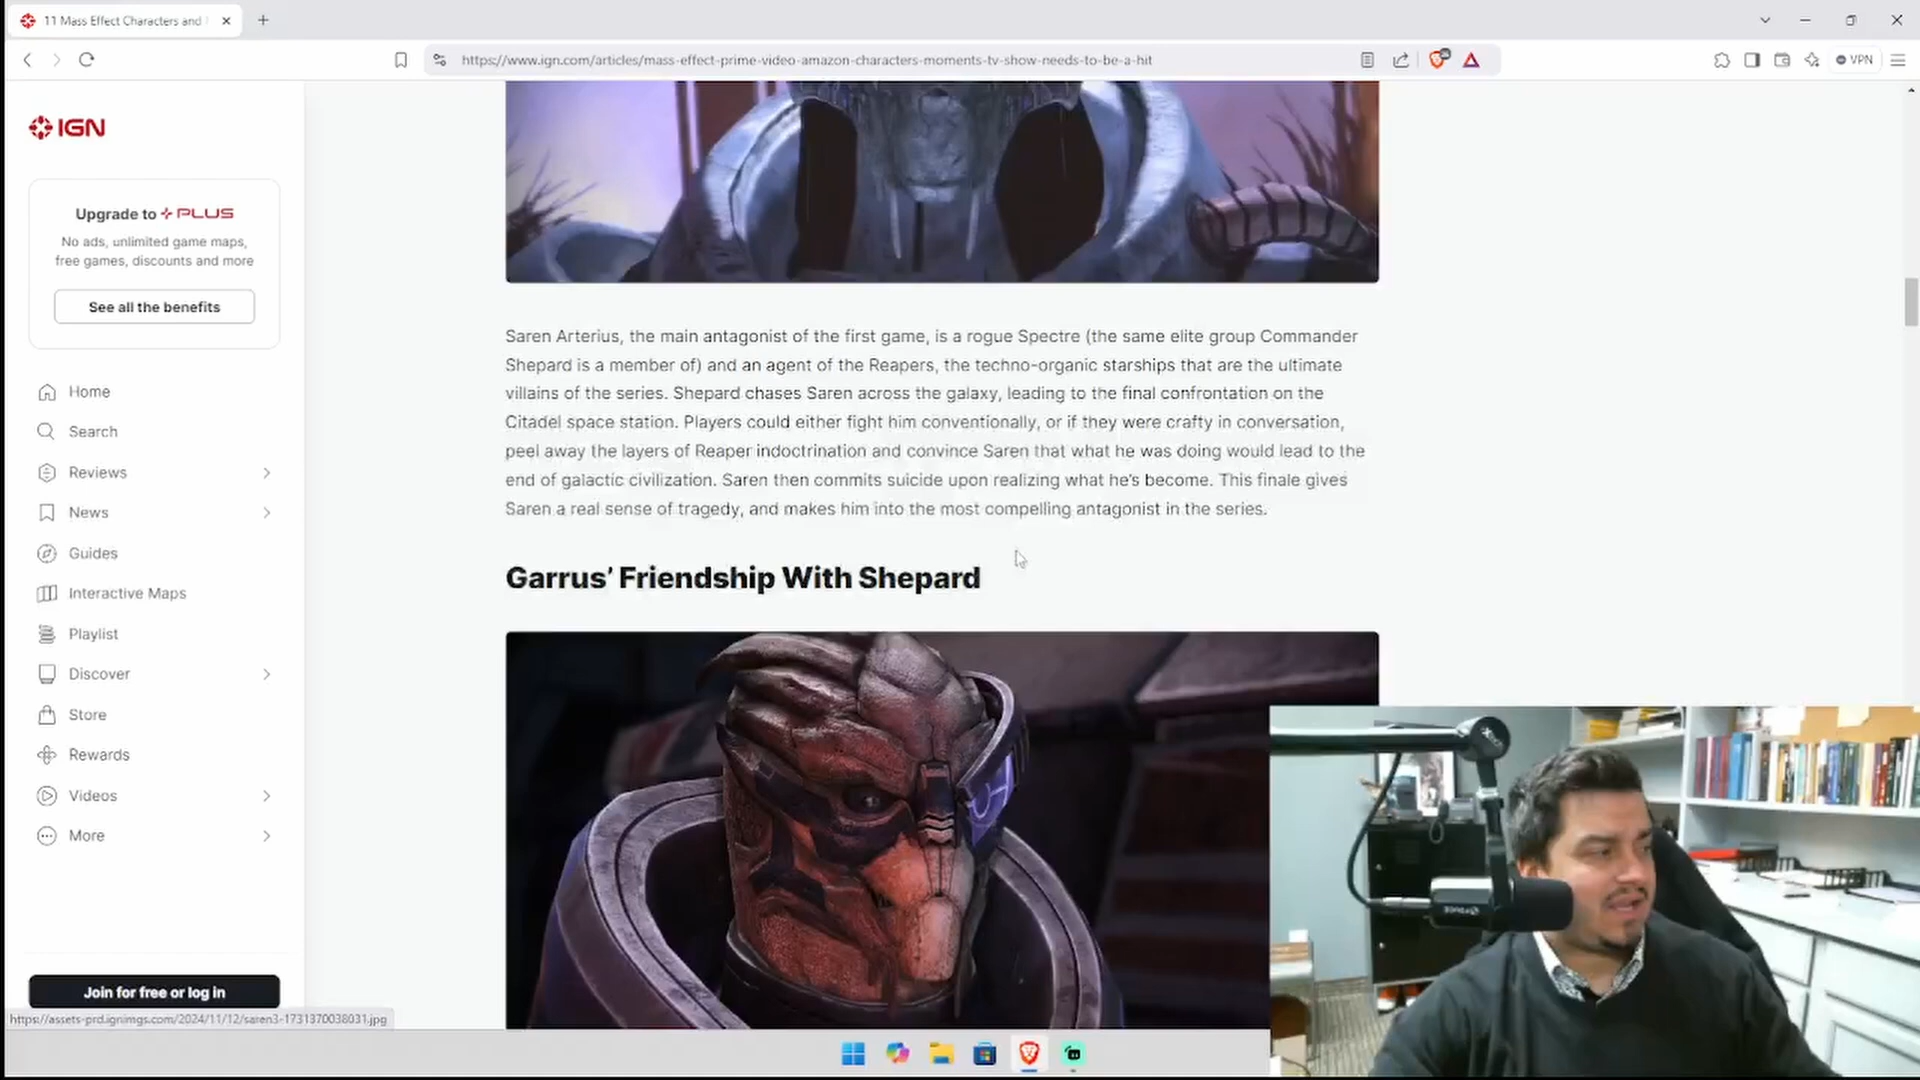 11 Mass Effect Characters and
https://www.ign.com/articles/mass-effect-prime-video-amazon-characters-moments-tv-show-needs-to-be-a-hit
VPN
IGN
Upgrade to PLUS
No ads, unlimited game maps,
free games, discounts and more
See all the benefits
Home
Search
Reviews
News
Guides
Interactive Maps
Playlist
Discover
Store
Rewards
Videos
More
Join for free or log in
https://assets-prd.ignimgs.com/2024/11/12/saren3-1731370038031.jpg
Saren Arterius, the main antagonist of the first game, is a rogue Spectre (the same elite group Commander
Shepard is a member of) and an agent of the Reapers, the techno-organic starships that are the ultimate
villains of the series. Shepard chases Saren across the galaxy, leading to the final confrontation on the
Citadel space station. Players could either fight him conventionally, or if they were crafty in conversation,
peel away the layers of Reaper indoctrination and convince Saren that what he was doing would lead to the
end of galactic civilization. Saren then commits suicide upon realizing what he's become. This finale gives
Saren a real sense of tragedy, and makes him into the most compelling antagonist in the series.
Garrus’ Friendship With Shepard